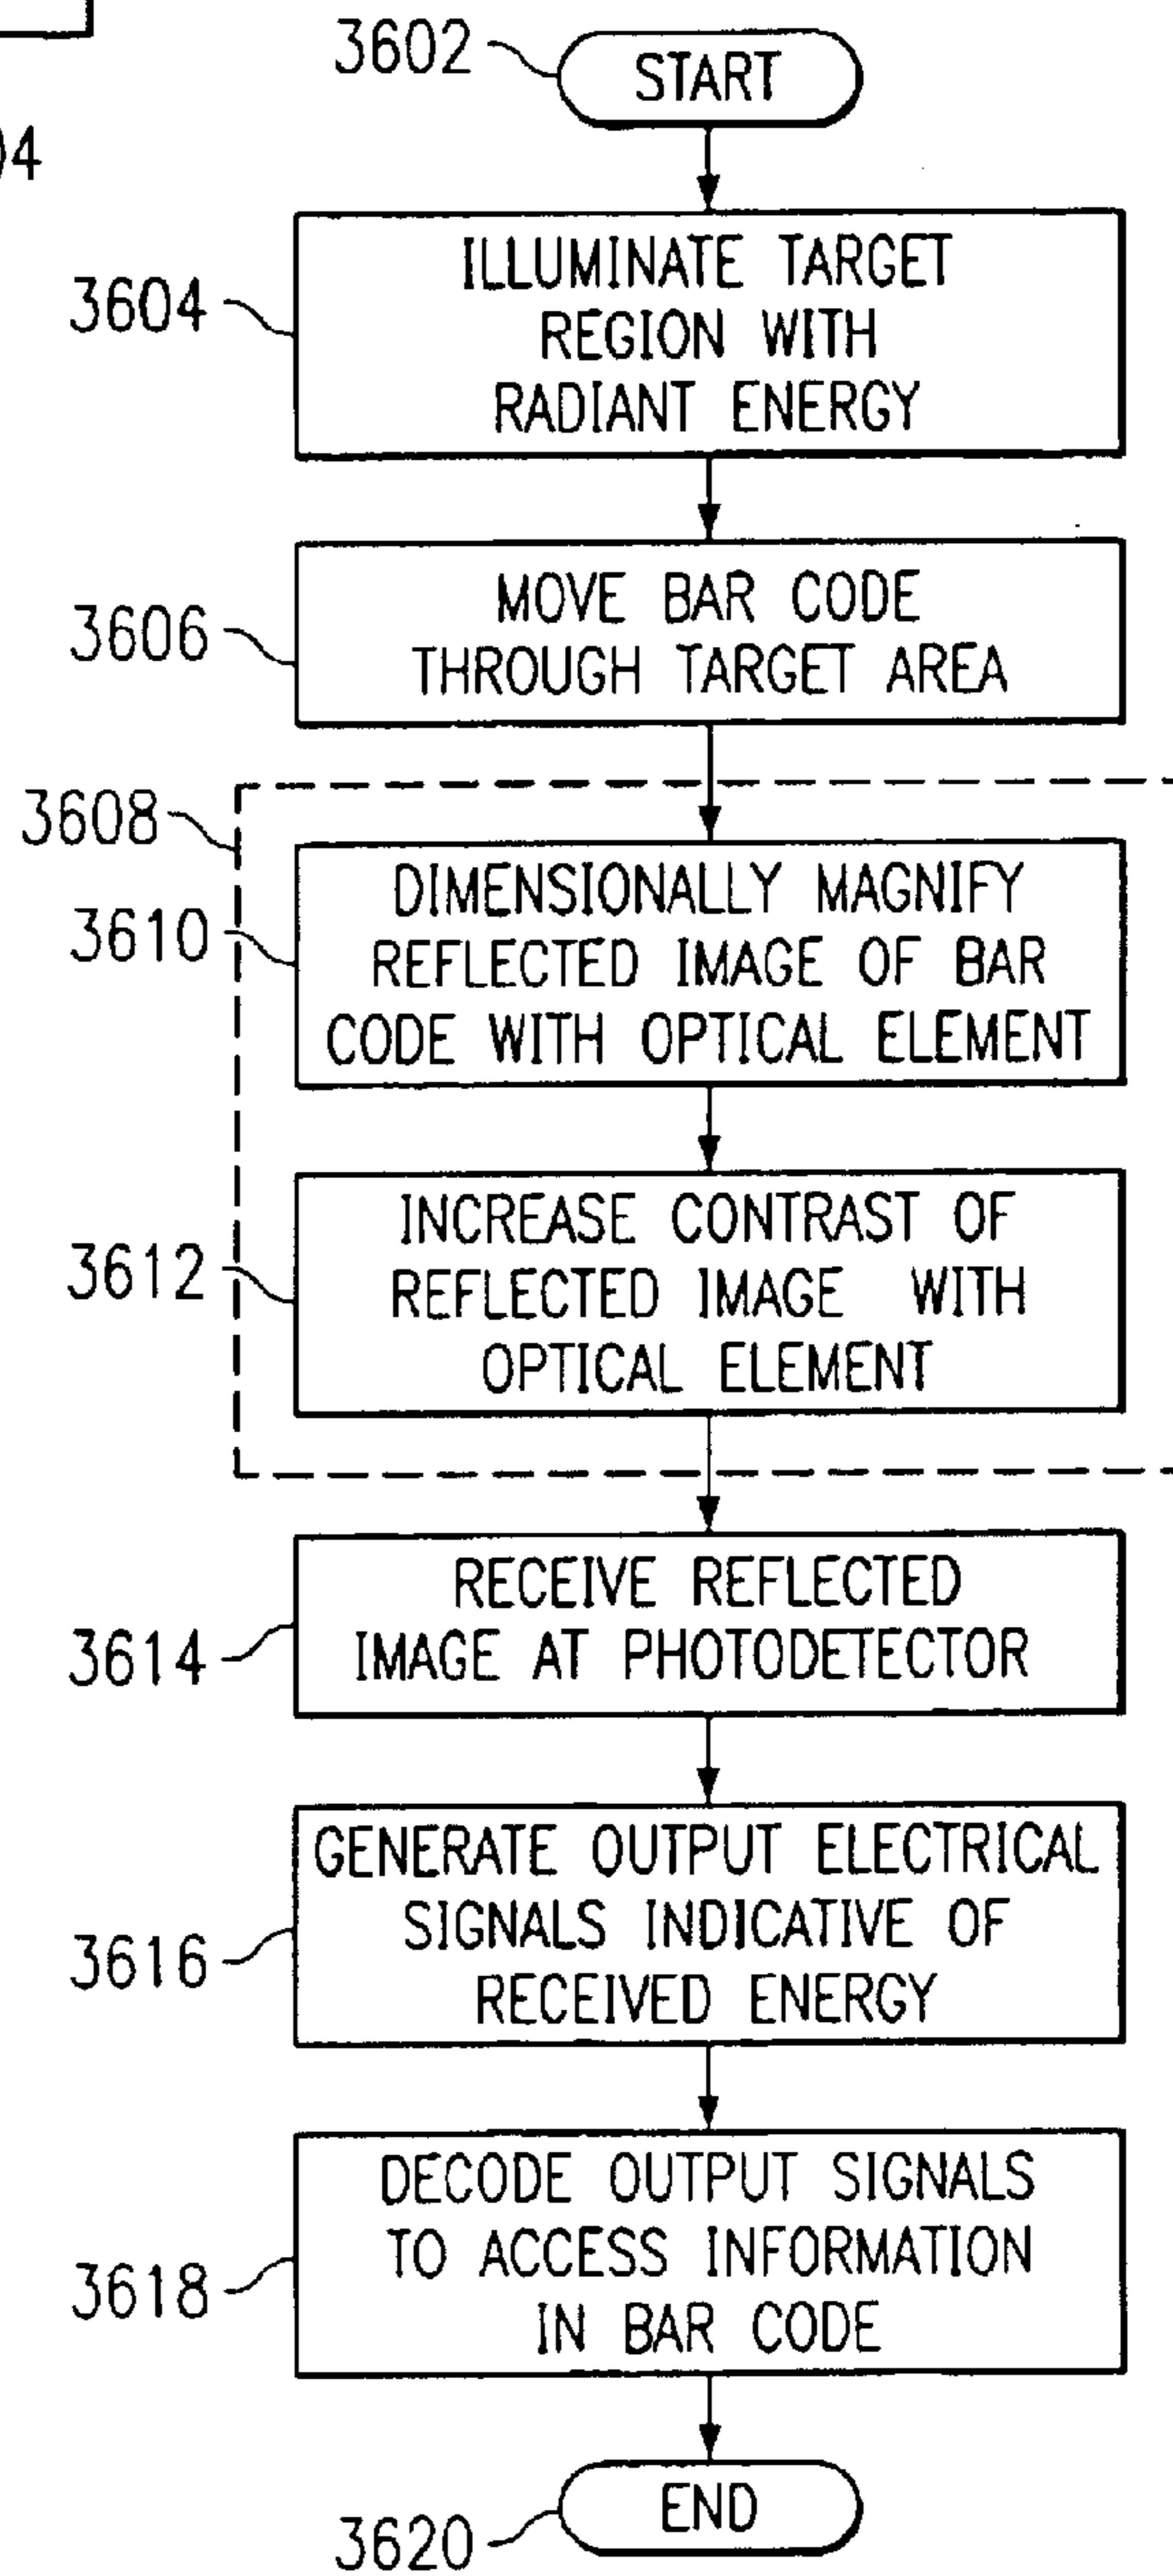 3602
START
04
3604
ILLUMINATE TARGET
REGION WITH
RADIANT ENERGY
3606
MOVE BAR CODE
THROUGH TARGET AREA
3608
3610
DIMENSIONALLY MAGNIFY
REFLECTED IMAGE OF BAR
CODE WITH OPTICAL ELEMENT
3612
INCREASE CONTRAST OF
REFLECTED IMAGE WITH
OPTICAL ELEMENT
3614
RECEIVE REFLECTED
IMAGE AT PHOTODETECTOR
3616
GENERATE OUTPUT ELECTRICAL
SIGNALS INDICATIVE OF
RECEIVED ENERGY
3618
DECODE OUTPUT SIGNALS
TO ACCESS INFORMATION
IN BAR CODE
3620
END